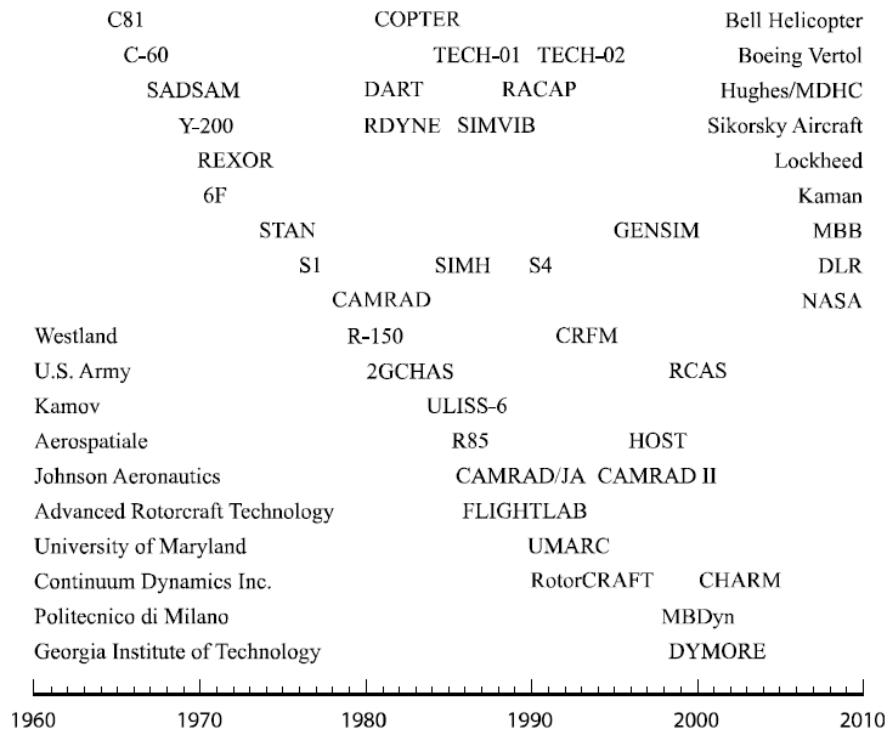 C81 COPTER Bell Helicopter
C-60 TECH-01 TECH-02 Boeing Vertol
SADSAM DART RACAP Hughes/MDHC
Y-200 RDYNE SIMVIB Sikorsky Aircraft
REXOR Lockheed
6F Kaman
STAN GENSIM MBB
S1 SIMH S4 DLR
CAMRAD NASA
Westland R-150 CRFM
U.S. Army 2GCHAS RCAS
Kamov ULISS-6
Aerospatiale R85 HOST
Johnson Aeronautics CAMRAD/JA CAMRAD II
Advanced Rotorcraft Technology FLIGHTLAB
University of Maryland UMARC
Continuum Dynamics Inc. RotorCRAFT CHARM
Politecnico di Milano MBDyn
Georgia Institute of Technology DYMORE
1960 1970 1980 1990 2000 2010